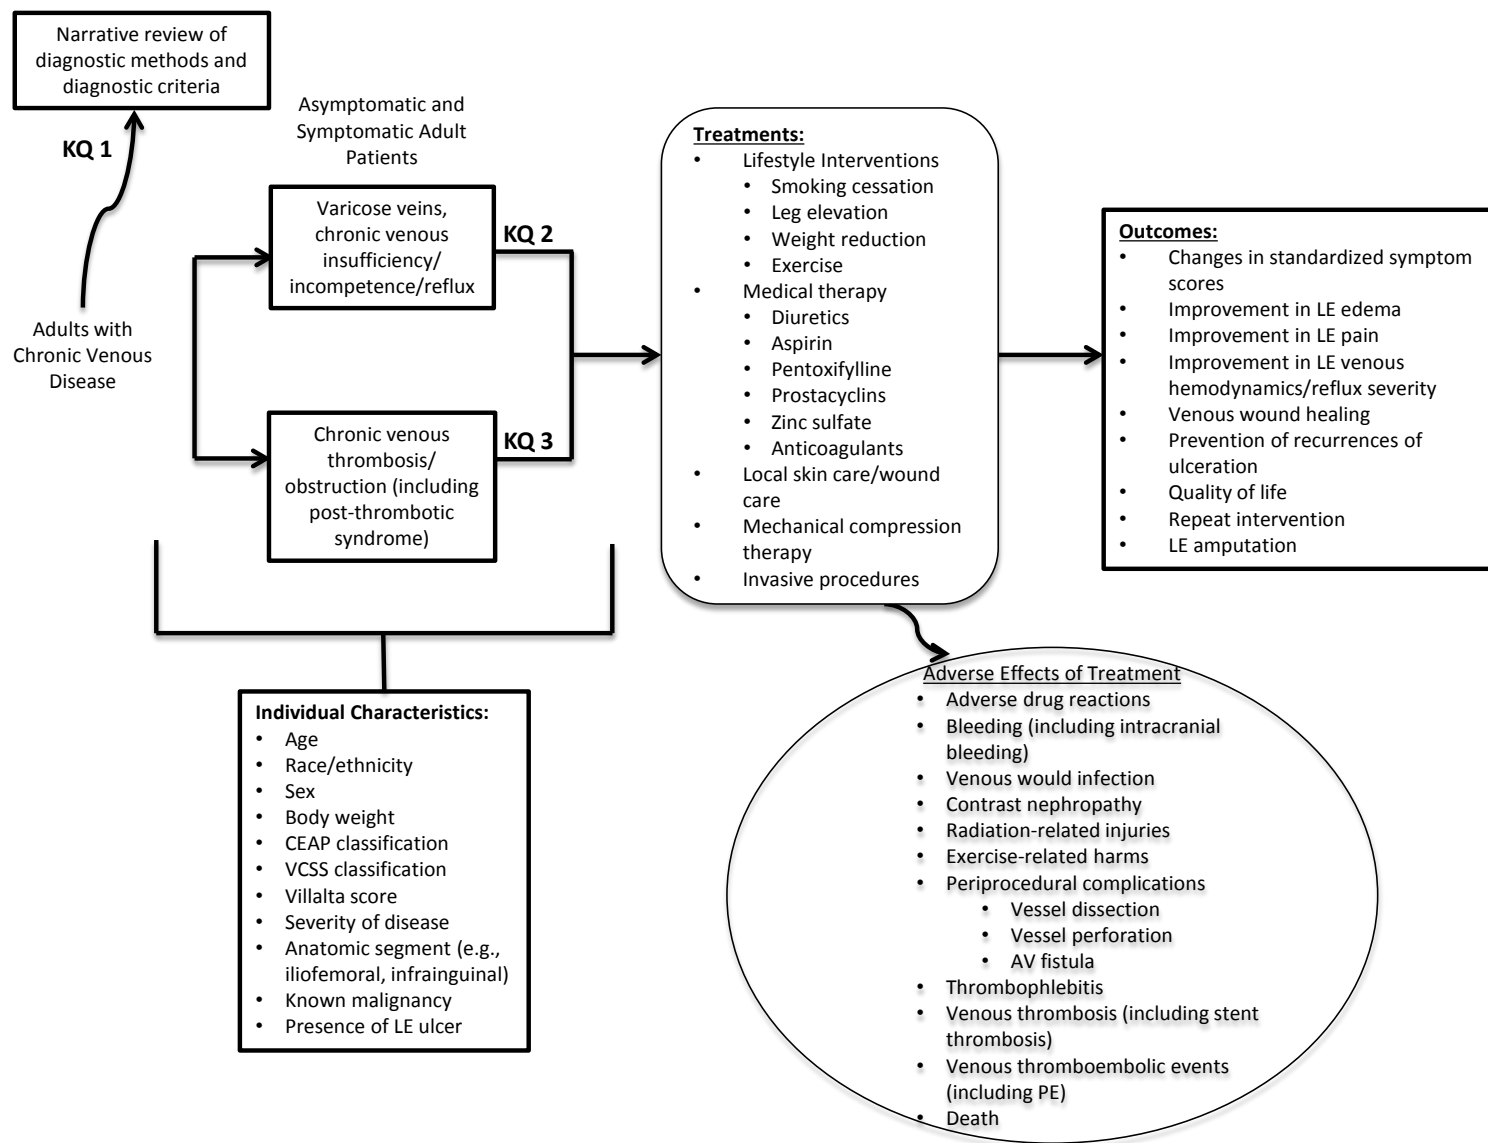 Narrative review of
diagnostic methods and
diagnostic criteria
KQ 1
Adults with
Chronic Venous
Disease
Asymptomatic and
Symptomatic Adult
Patients
Varicose veins,
chronic venous
insufficiency/
incompetence/reflux
KQ 2
Chronic venous
thrombosis/
obstruction (including
post-thrombotic
syndrome)
KQ 3
Individual Characteristics:
• Age
• Race/ethnicity
• Sex
• Body weight
• CEAP classification
• VCSS classification
• Villalta score
• Severity of disease
• Anatomic segment (e.g.,
iliofemoral, infrainguinal)
• Known malignancy
• Presence of LE ulcer
Treatments:
• Lifestyle Interventions
• Smoking cessation
• Leg elevation
• Weight reduction
• Exercise
• Medical therapy
• Diuretics
• Aspirin
• Pentoxifylline
• Prostacyclins
• Zinc sulfate
• Anticoagulants
• Local skin care/wound
care
• Mechanical compression
therapy
• Invasive procedures
Outcomes:
• Changes in standardized symptom
scores
• Improvement in LE edema
• Improvement in LE pain
• Improvement in LE venous
hemodynamics/reflux severity
• Venous wound healing
• Prevention of recurrences of
ulceration
• Quality of life
• Repeat intervention
• LE amputation
Adverse Effects of Treatment
• Adverse drug reactions
• Bleeding (including intracranial
bleeding)
• Venous would infection
• Contrast nephropathy
• Radiation-related injuries
• Exercise-related harms
• Periprocedural complications
• Vessel dissection
• Vessel perforation
• AV fistula
• Thrombophlebitis
• Venous thrombosis (including stent
thrombosis)
• Venous thromboembolic events
(including PE)
• Death